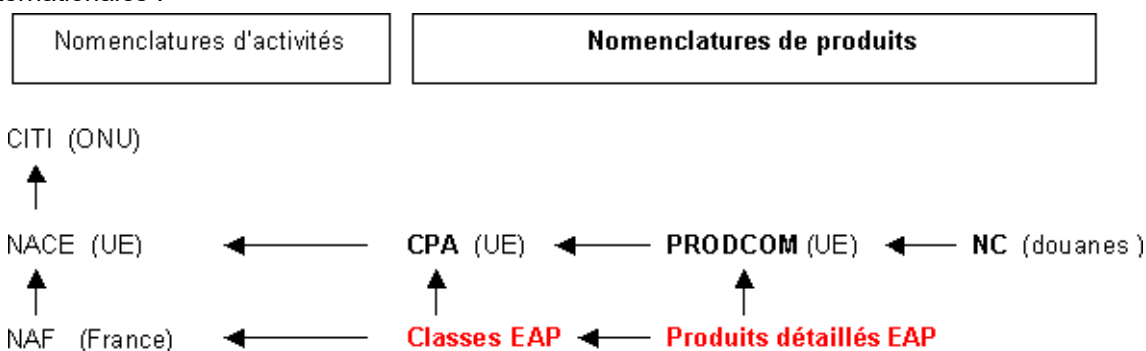 ternationales :
Nomenclatures d'activités Nomenclatures de produits
CITI (ONU)
NACE (UE) CPA (UE) PRODCOM (UE) NC (douanes )
NAF (France) Classes EAP Produits détaillés EAP